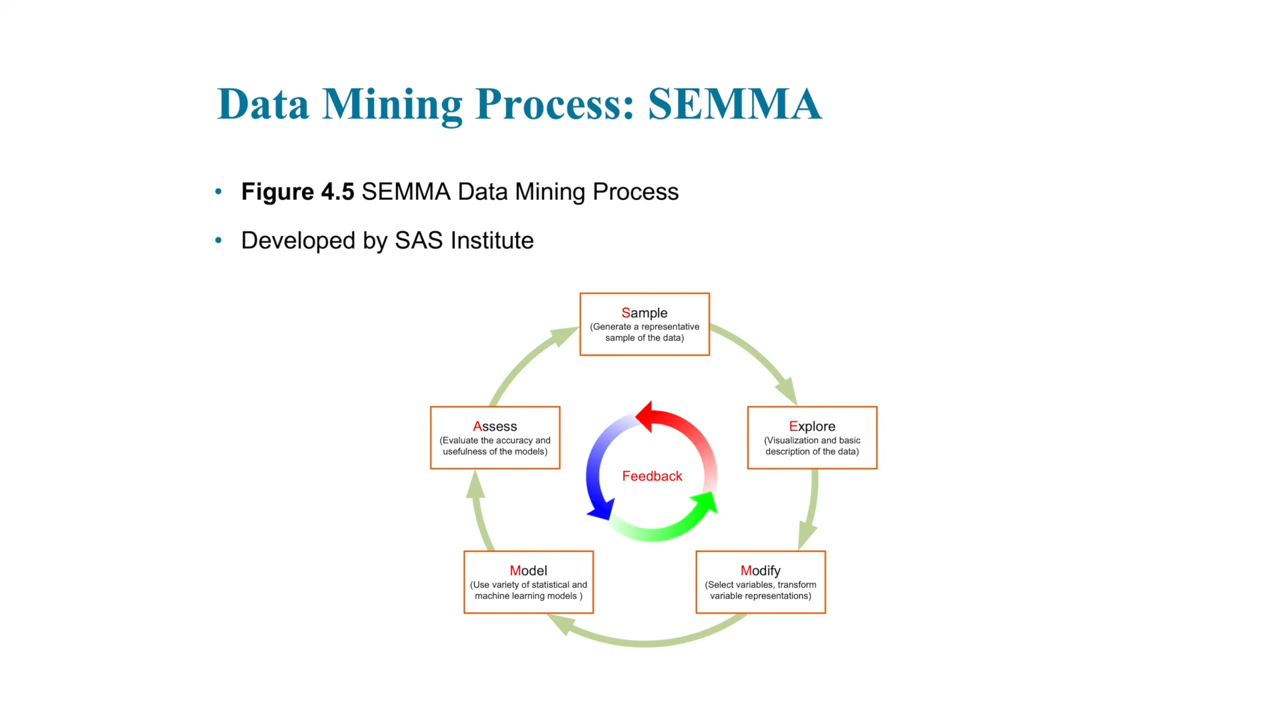 Data Mining Process: SEMMA
• Figure 4.5 SEMMA Data Mining Process
• Developed by SAS Institute
Sample
(Generate a representative
sample of the data)
Assess
(Evaluate the accuracy and
usefulness of the models)
Explore
(Visualization and basic
description of the data)
Feedback
Model
(Use variety of statistical and
machine learning models )
Modify
(Select variables, transform
variable representations)